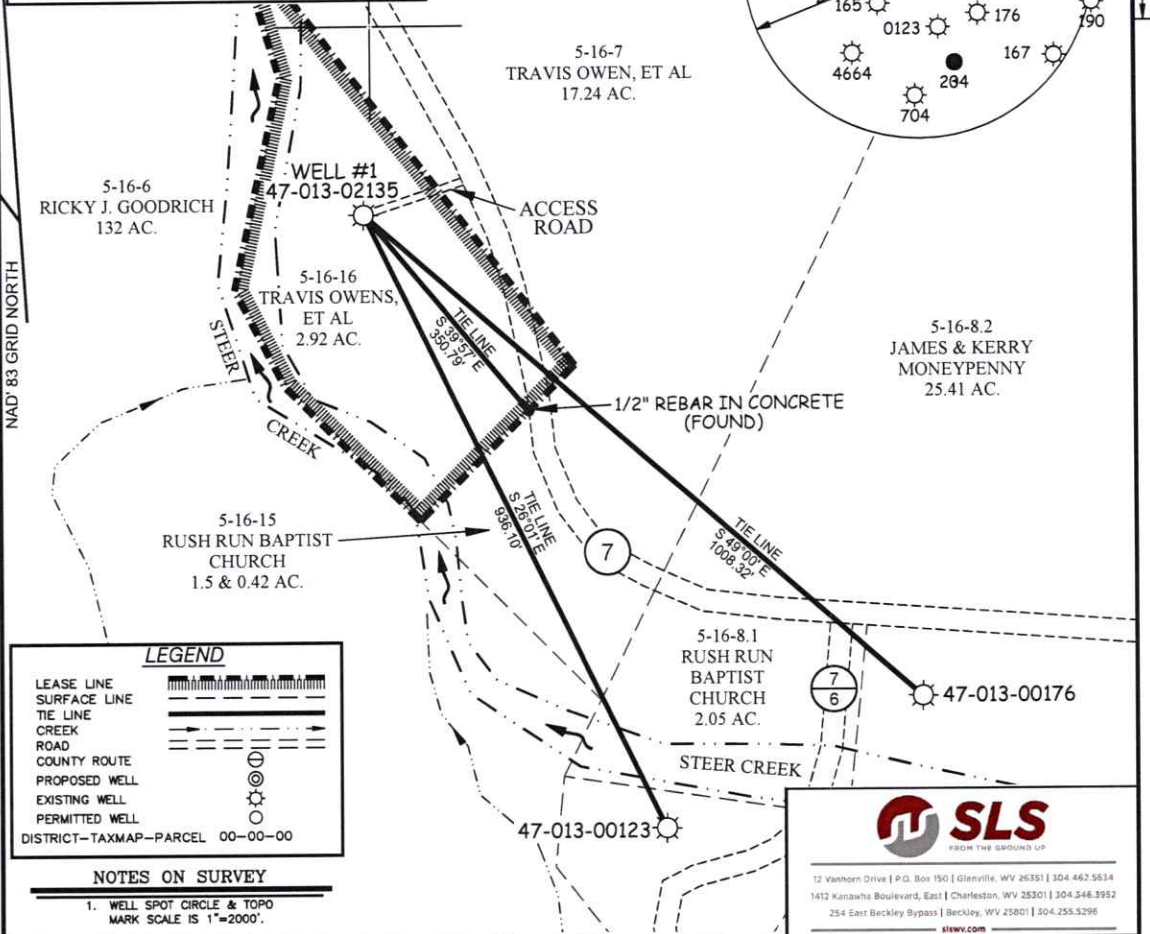 165
0123
176
190
4664
204
167
704
5-16-7
TRAVIS OWEN, ET AL
17.24 AC.
5-16-6
RICKY J. GOODRICH
132 AC.
WELL #1
47-013-02135
ACCESS
ROAD
NAD' 83 GRID NORTH
5-16-16
TRAVIS OWENS,
ET AL
2.92 AC.
TIE LINE
S 39°57' E
350.79'
5-16-8.2
JAMES & KERRY
MONEYPENNY
25.41 AC.
STEER
CREEK
1/2" REBAR IN CONCRETE
(FOUND)
5-16-15
RUSH RUN BAPTIST
CHURCH
1.5 & 0.42 AC.
TIE LINE
S 26°01' E
936.10'
7
TIE LINE
S 49°00' E
1008.32'
5-16-8.1
RUSH RUN
BAPTIST
CHURCH
2.05 AC.
7
6
47-013-00176
STEER CREEK
47-013-00123
LEGEND
LEASE LINE
SURFACE LINE
TIE LINE
CREEK
ROAD
COUNTY ROUTE
PROPOSED WELL
EXISTING WELL
PERMITTED WELL
DISTRICT-TAXMAP-PARCEL 00-00-00
NOTES ON SURVEY
1. WELL SPOT CIRCLE & TOPO
MARK SCALE IS 1"=2000'.
SLS
FROM THE GROUND UP
12 Vanhorn Drive | P.O. Box 150 | Glenville, WV 26351 | 304.462.5634
1412 Kanawha Boulevard, East | Charleston, WV 25301 | 304.346.3952
254 East Beckley Bypass | Beckley, WV 25801 | 304.255.5296
slswv.com